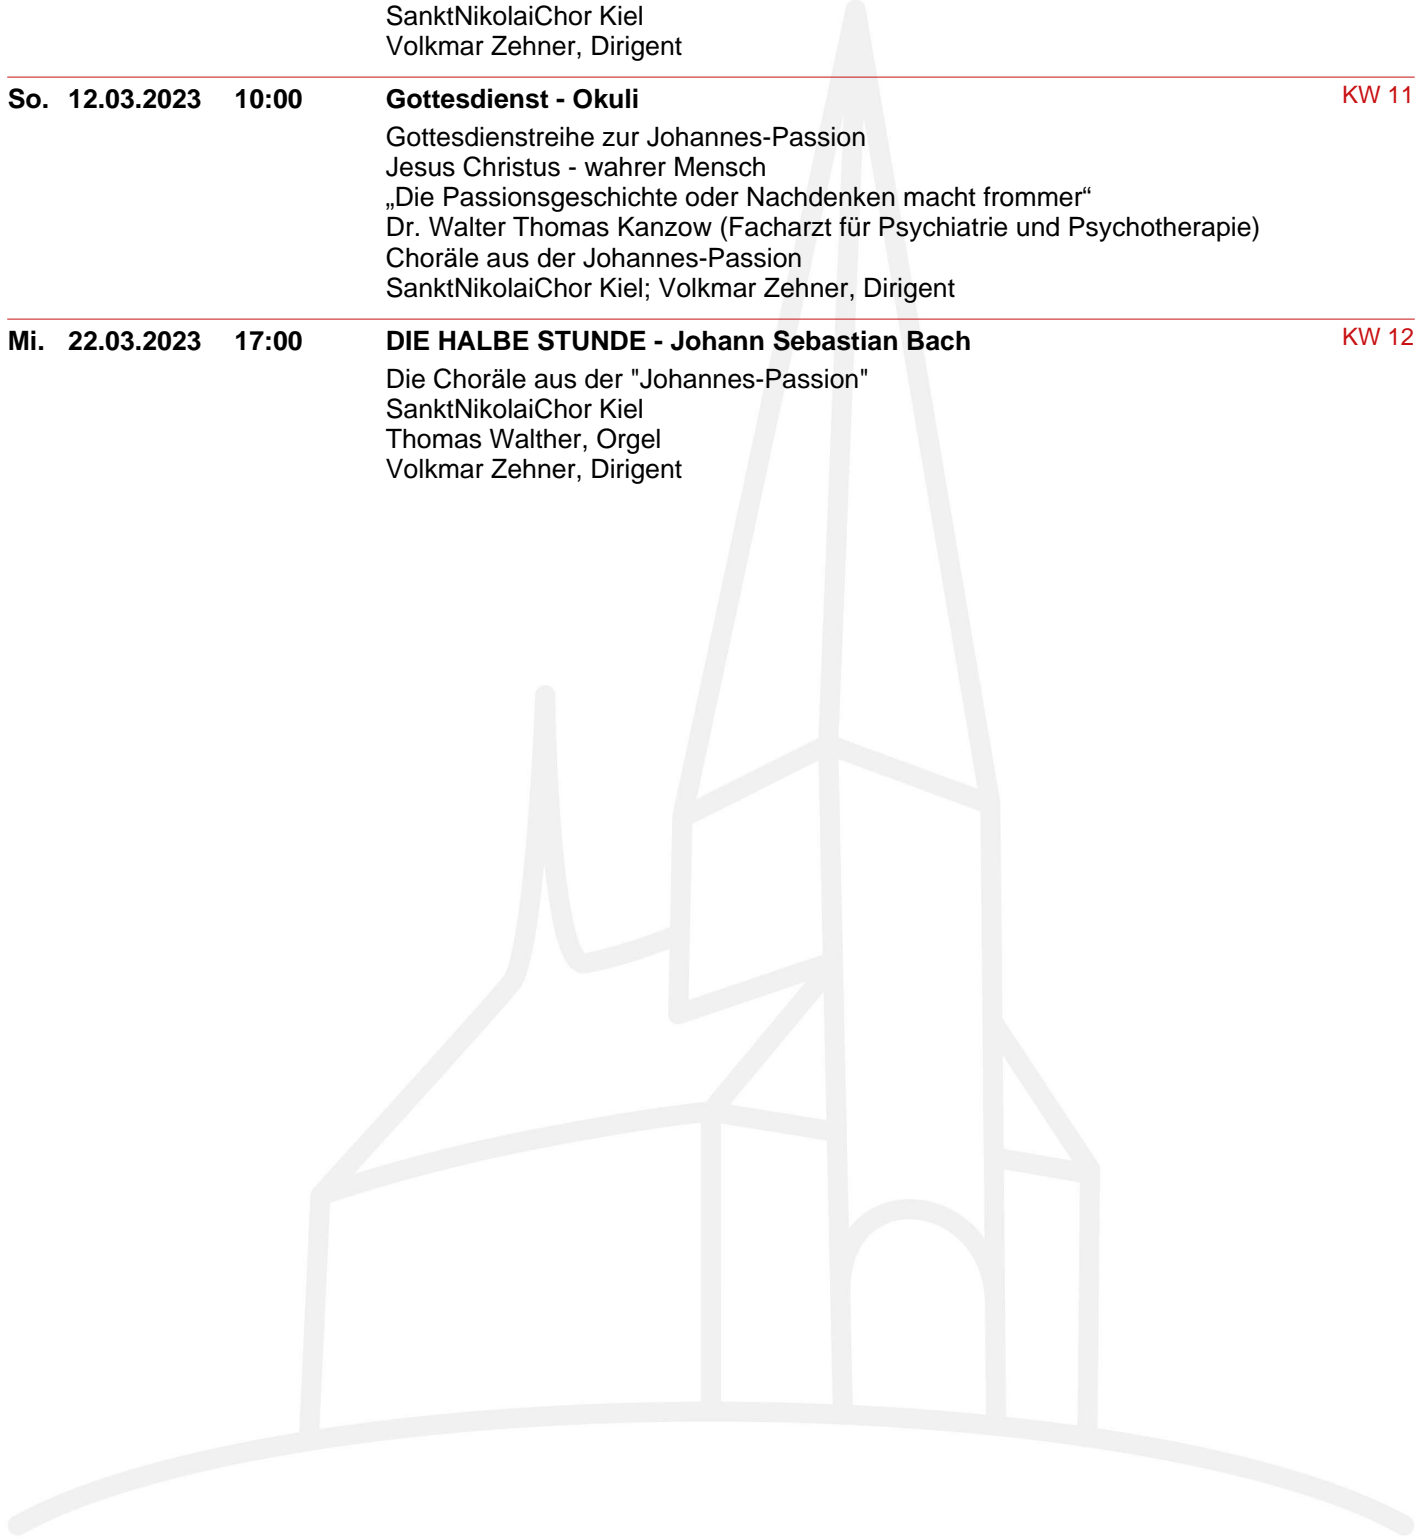 SanktNikolaiChor Kiel
Volkmar Zehner, Dirigent
So. 12.03.2023 10:00 Gottesdienst - Okuli KW 11
Gottesdienstreihe zur Johannes-Passion
Jesus Christus - wahrer Mensch
„Die Passionsgeschichte oder Nachdenken macht frommer“
Dr. Walter Thomas Kanzow (Facharzt für Psychiatrie und Psychotherapie)
Choräle aus der Johannes-Passion
SanktNikolaiChor Kiel; Volkmar Zehner, Dirigent
Mi. 22.03.2023 17:00 DIE HALBE STUNDE - Johann Sebastian Bach KW 12
Die Choräle aus der "Johannes-Passion"
SanktNikolaiChor Kiel
Thomas Walther, Orgel
Volkmar Zehner, Dirigent